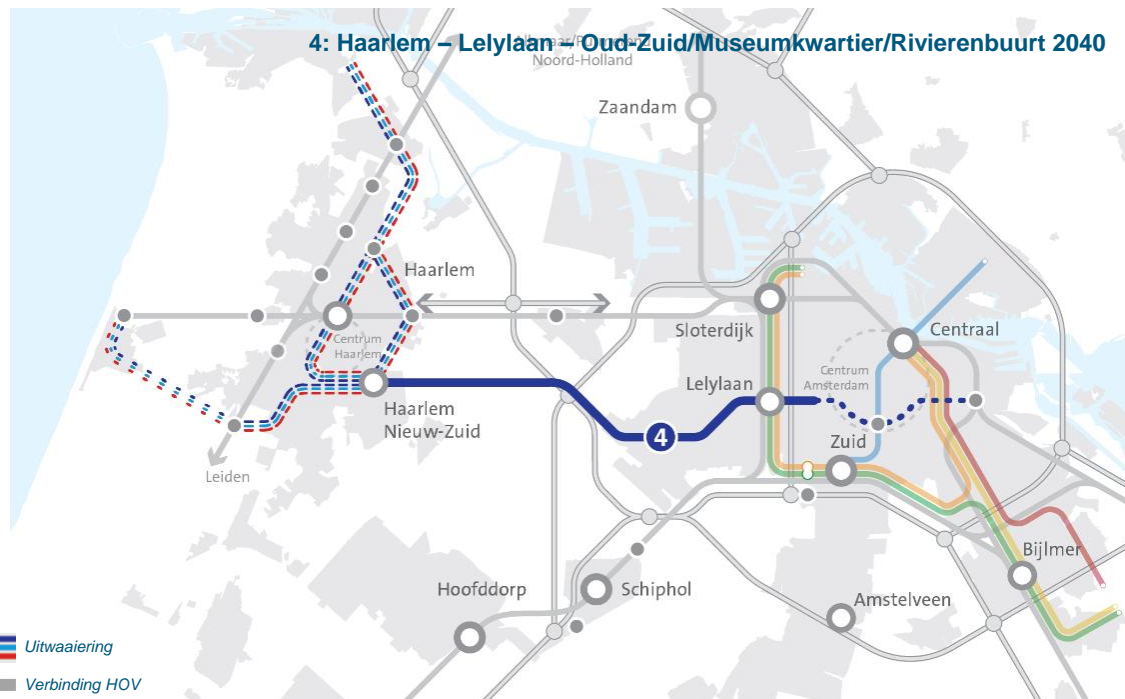 4: Haarlem – Lelylaan – Oud-Zuid/Museumkwartier/Rivierenbuurt 2040
Noord-Holland
Zaandam
Haarlem
Centrum
Haarlem
Sloterdijk
Centraal
Lelylaan
Centrum
Amsterdam
Haarlem
Nieuw-Zuid
Zuid
4
Leiden
Bijlmer
Hoofddorp
Schiphol
Amstelveen
Uitwaaiering
Verbinding HOV